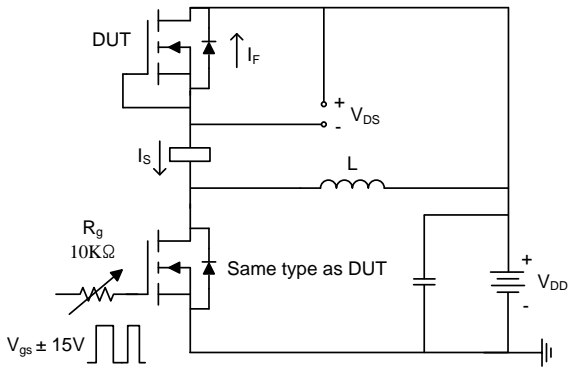 DUT
I_F
+
V_DS
-
I_S
L
R_g
10KΩ
Same type as DUT
+
V_DD
-
V_gs ± 15V